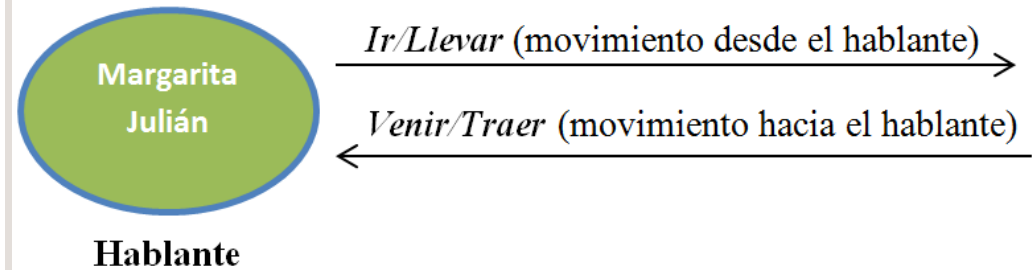 Margarita
Julián
Ir/Llevar (movimiento desde el hablante)
Venir/Traer (movimiento hacia el hablante)
Hablante